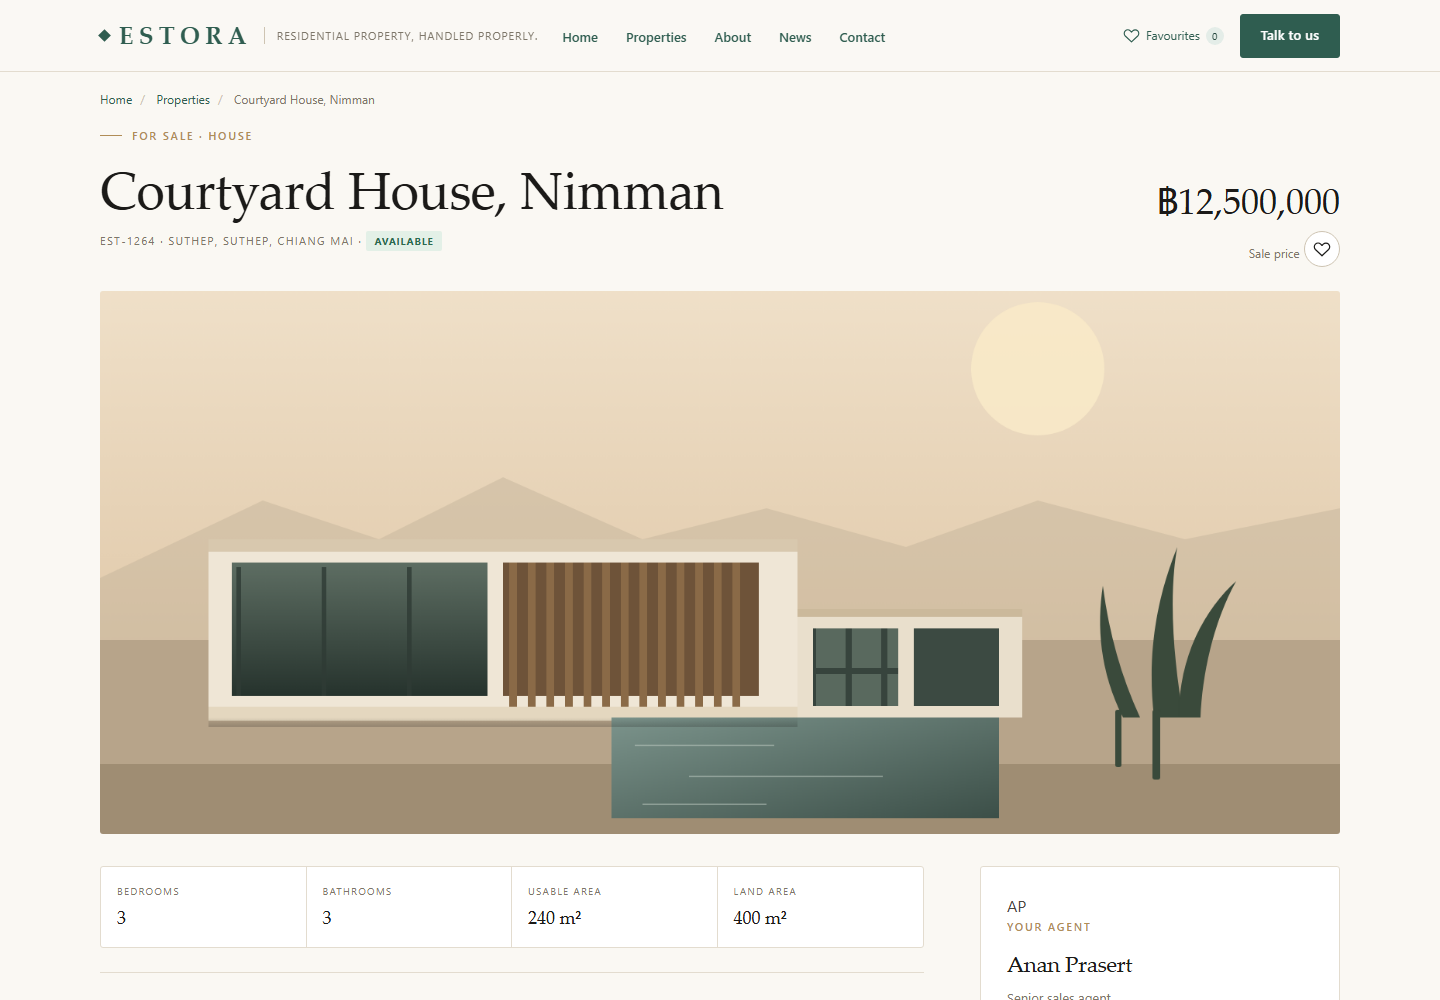 ESTORA
RESIDENTIAL PROPERTY, HANDLED PROPERLY.
Home
Properties
About
News
Contact
Favourites 0
Talk to us
Home / Properties / Courtyard House, Nimman
FOR SALE · HOUSE
Courtyard House, Nimman
฿12,500,000
EST-1264 · SUTHEP, SUTHEP, CHIANG MAI · AVAILABLE
Sale price
BEDROOMS
3
BATHROOMS
3
USABLE AREA
240 m²
LAND AREA
400 m²
AP
YOUR AGENT
Anan Prasert
Senior sales agent